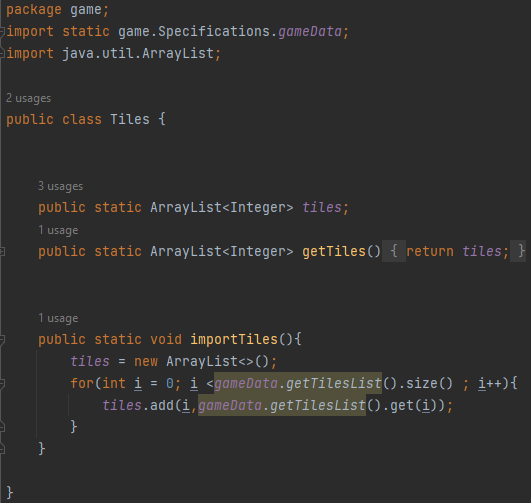 package game;
import static game.Specifications.gameData;
import java.util.ArrayList;
2 usages
public class Tiles {
3 usages
public static ArrayList<Integer> tiles;
1 usage
public static ArrayList<Integer> getTiles() { return tiles; }
1 usage
public static void importTiles(){
tiles = new ArrayList<>();
for(int i = 0; i <gameData.getTilesList().size() ; i++){
tiles.add(i,gameData.getTilesList().get(i));
}
}
}